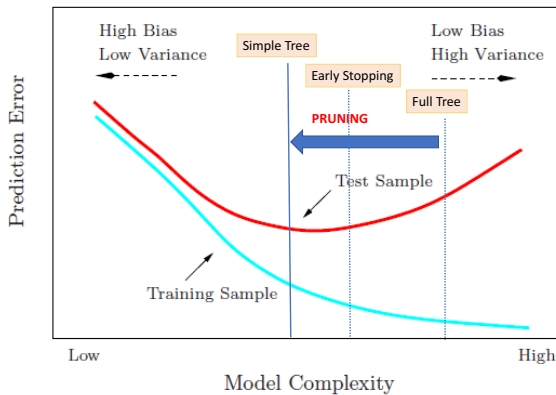 High Bias
Low Variance
Low Bias
High Variance
Simple Tree
Early Stopping
Full Tree
PRUNING
Test Sample
Training Sample
Prediction Error
Low
High
Model Complexity